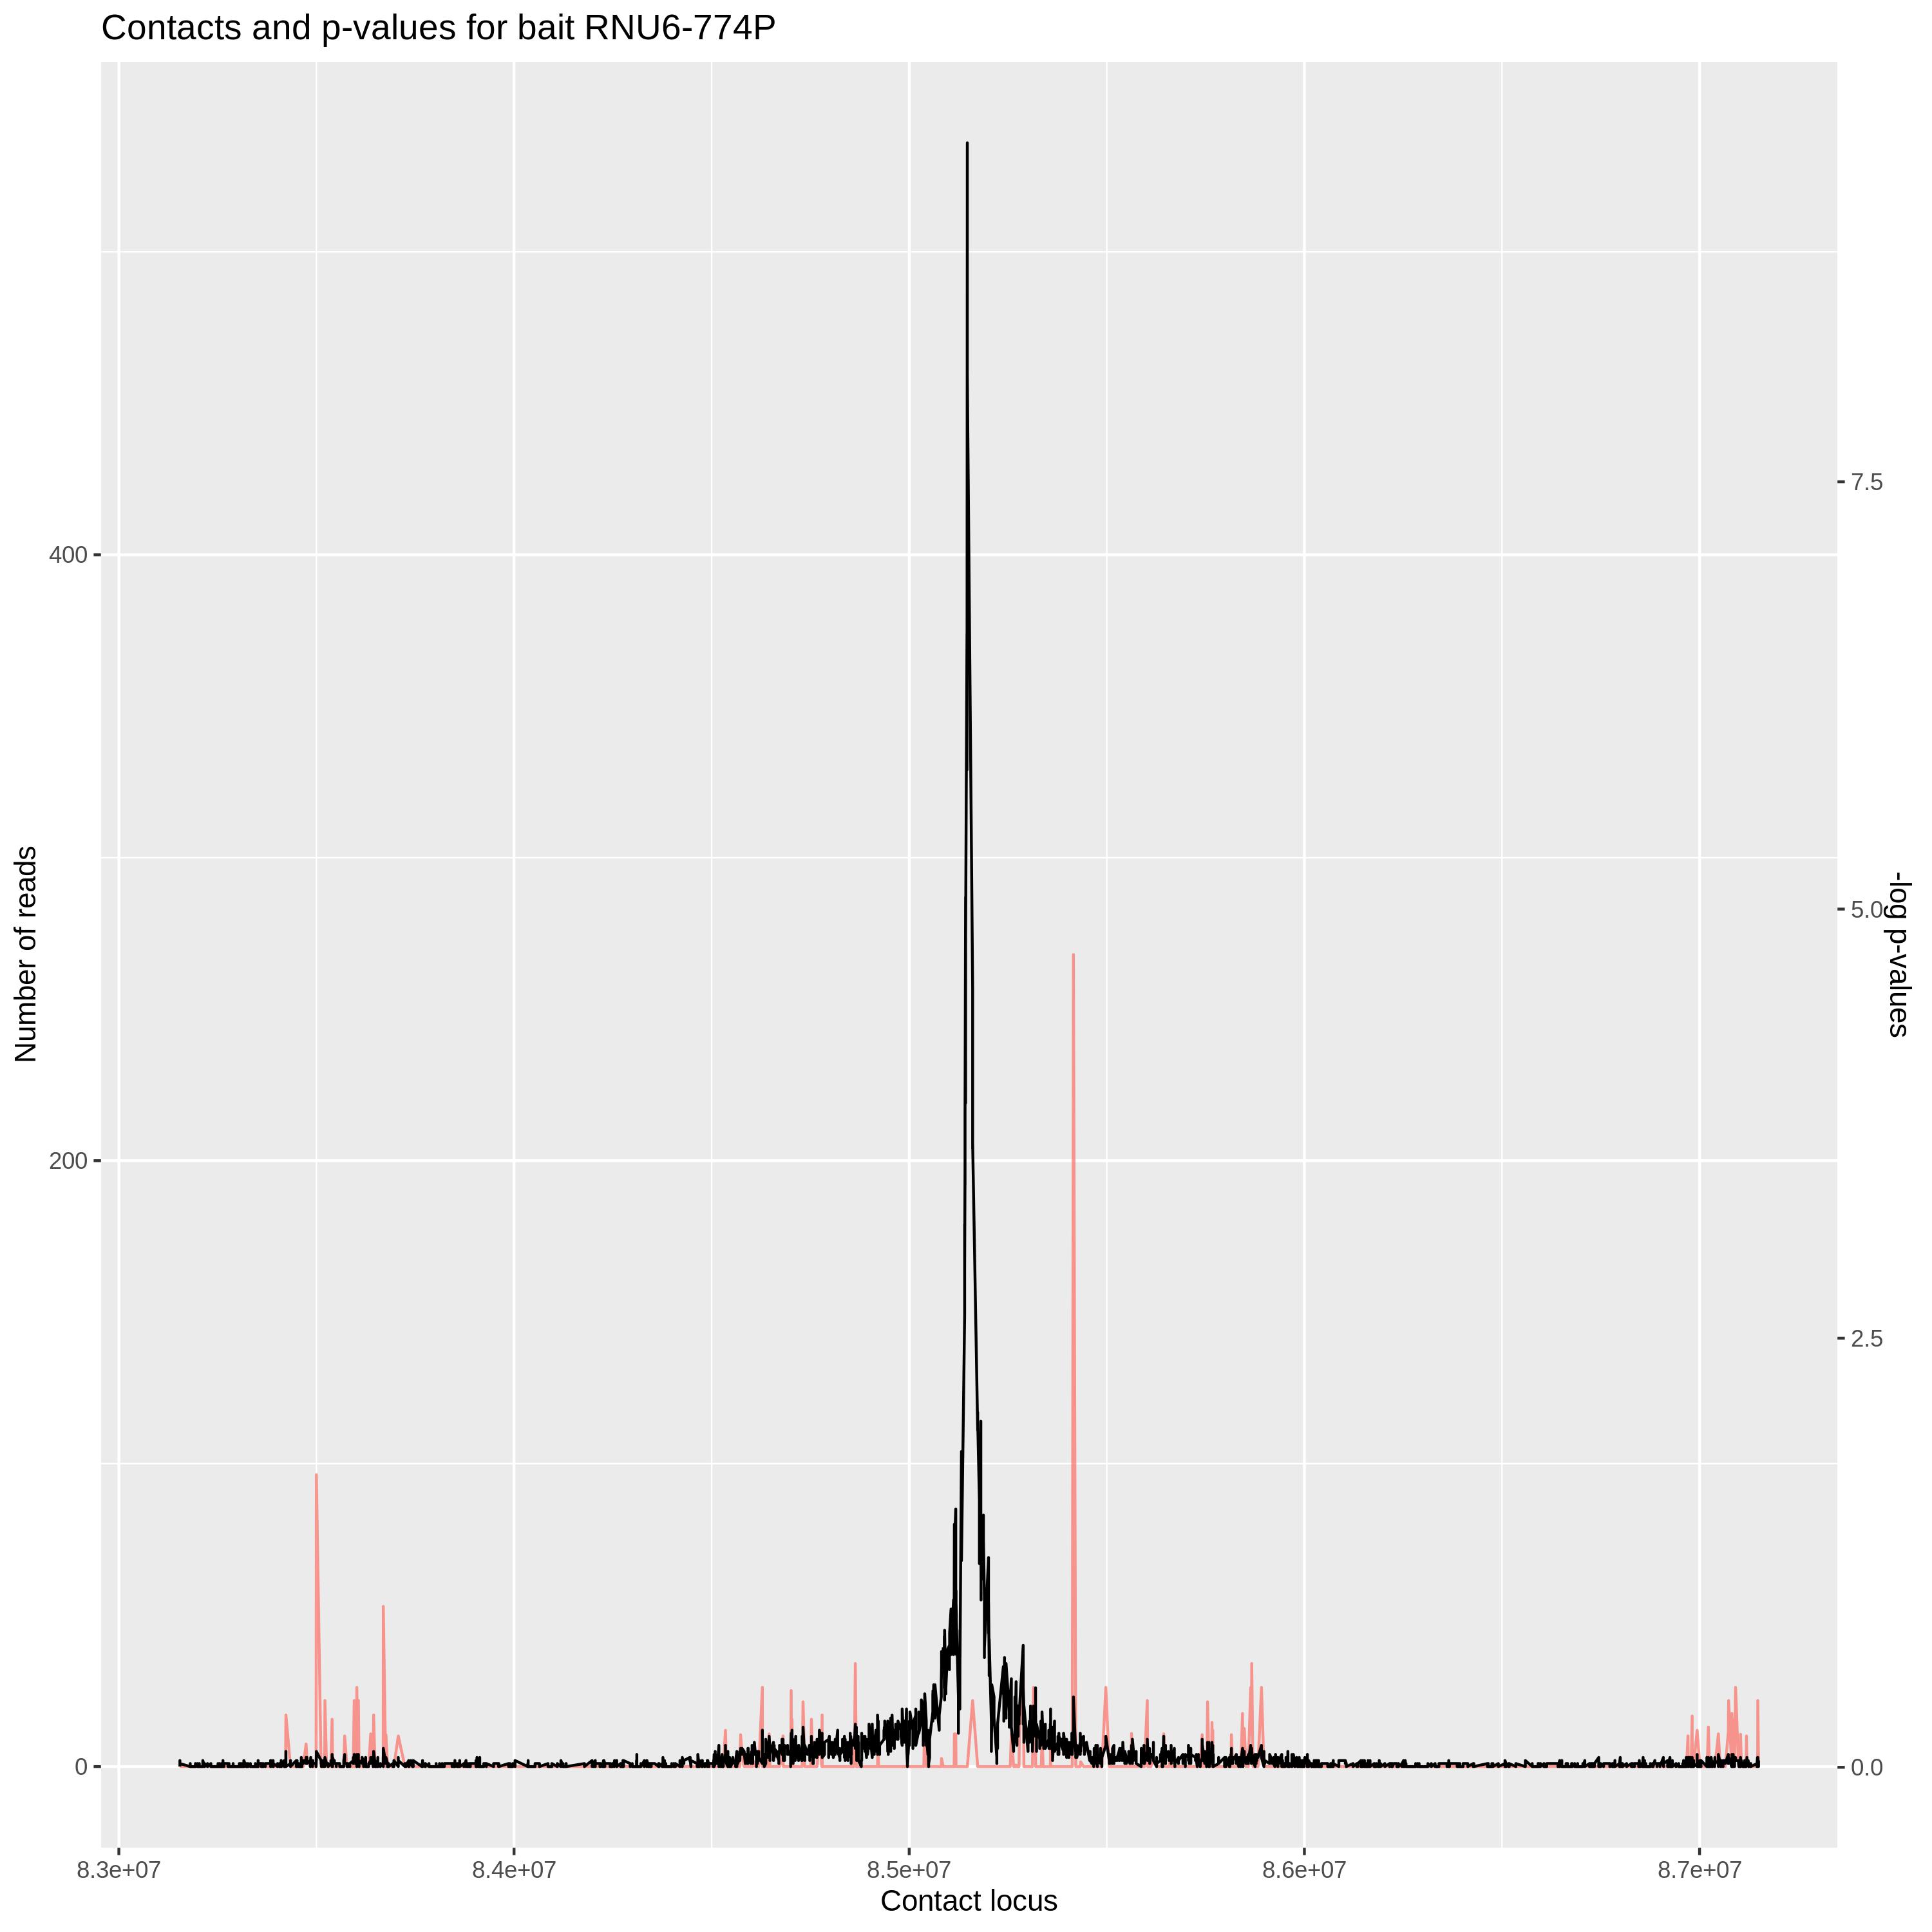 Contacts and p-values for bait RNU6-774P
Number of reads
400
200
0
7.5
5.0
2.5
0.0
-log p-values
8.3e+07
8.4e+07
8.5e+07
8.6e+07
8.7e+07
Contact locus